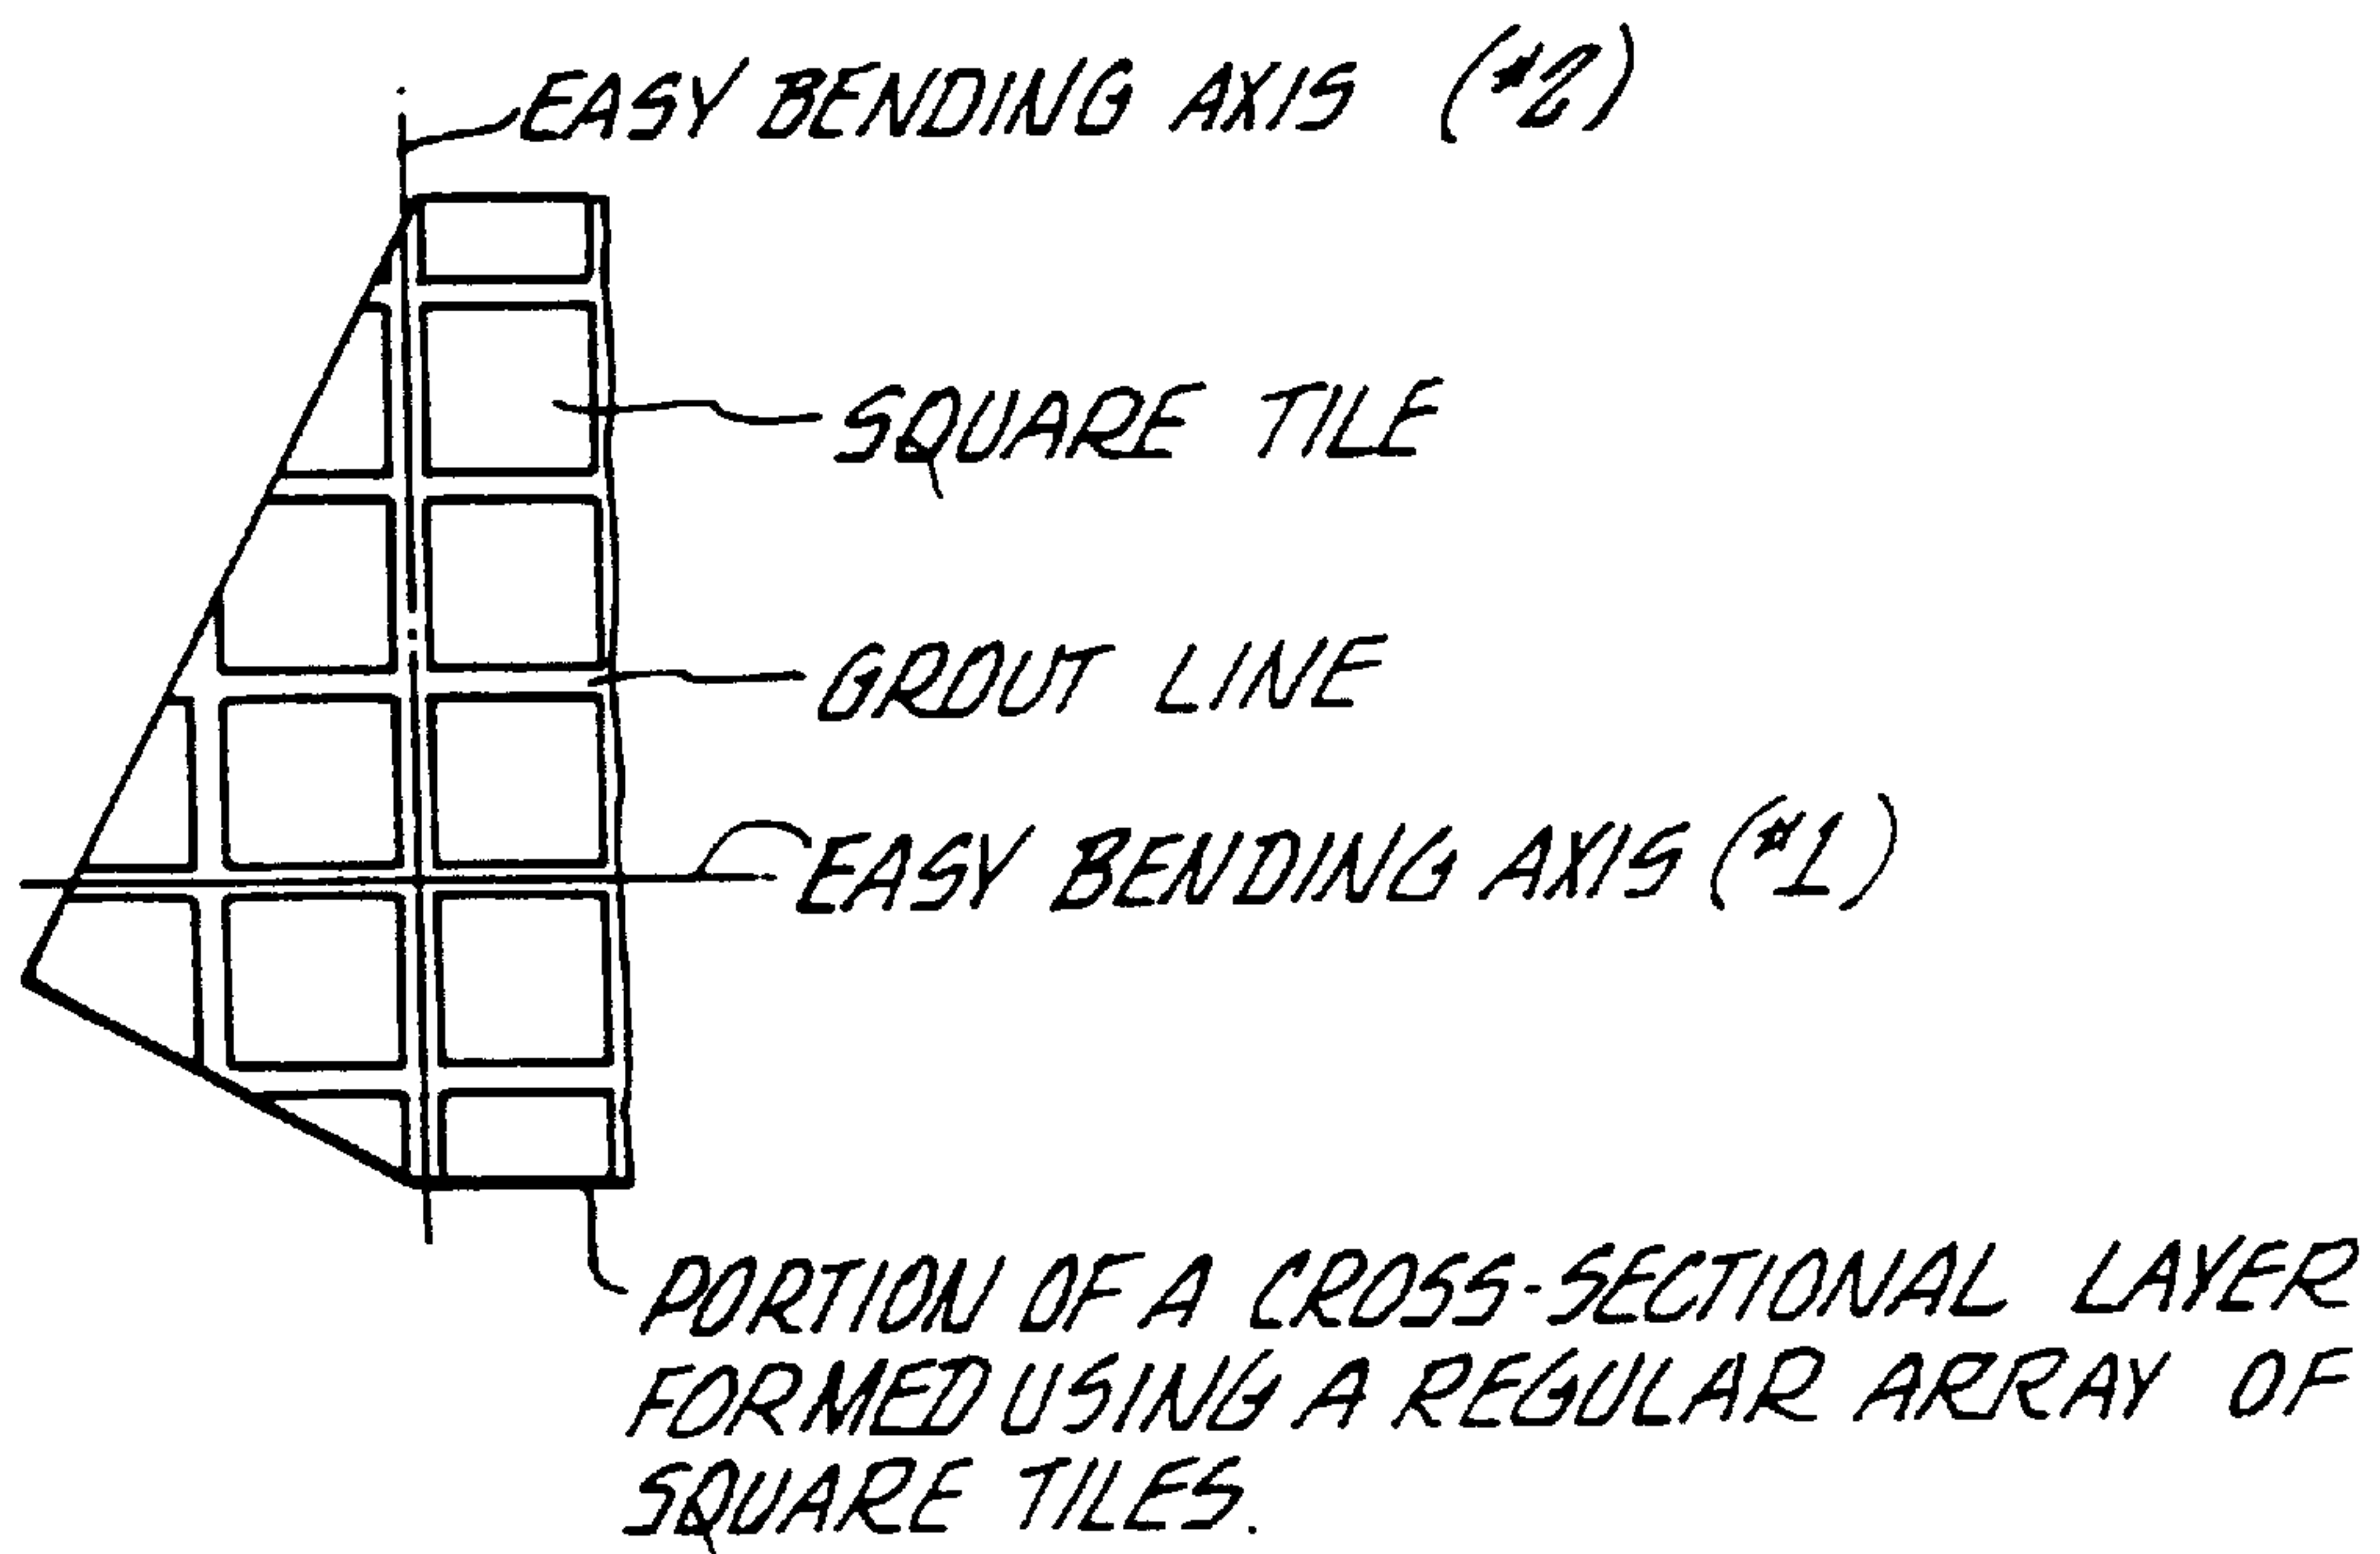 EASY BENDING AXIS (#2)
SQUARE TILE
GROUT LINE
EASY BENDING AXIS (#1)
PORTION OF A CROSS-SECTIONAL LAYER
FORMED USING A REGULAR ARRAY OF
SQUARE TILES.